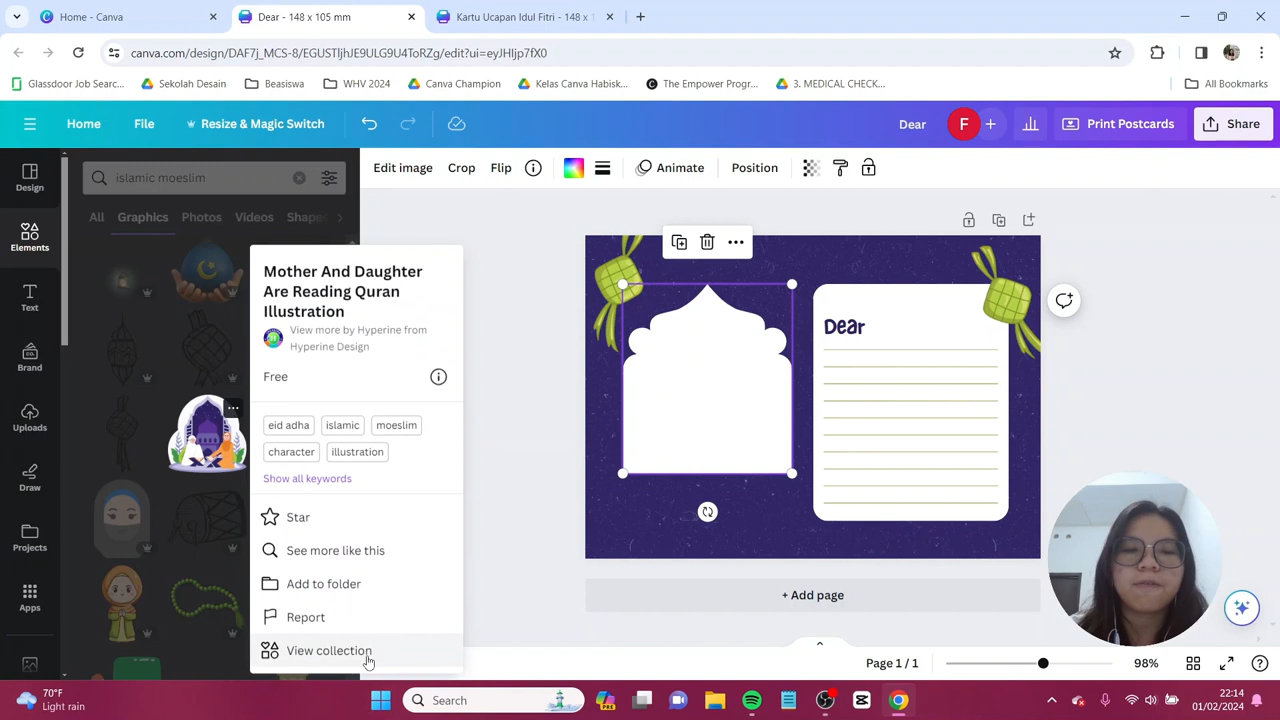 Home - Canva
Dear - 148 x 105 mm
Kartu Ucapan Idul Fitri - 148 x 1
canva.com/design/DAF7j_MCS-8/EGUSTljhJE9ULG9U4ToRZg/edit?ui=eyJHIjp7fX0
Glassdoor Job Searc...
Sekolah Desain
Beasiswa
WHV 2024
Canva Champion
Kelas Canva Habisk...
The Empower Progr...
3. MEDICAL CHECK...
All Bookmarks
Home
File
Resize & Magic Switch
Dear
F
Print Postcards
Share
Design
Elements
Text
Brand
Uploads
Draw
Projects
Apps
islamic moeslim
All
Graphics
Photos
Videos
Shapes
Edit image
Crop
Flip
Animate
Position
Mother And Daughter
Are Reading Quran
Illustration
View more by Hyperine from
Hyperine Design
Free
eid adha
islamic
moeslim
character
illustration
Show all keywords
Star
See more like this
Add to folder
Report
View collection
Dear
+ Add page
Page 1 / 1
98%
70°F
Light rain
Search
PRE
22:14
01/02/2024